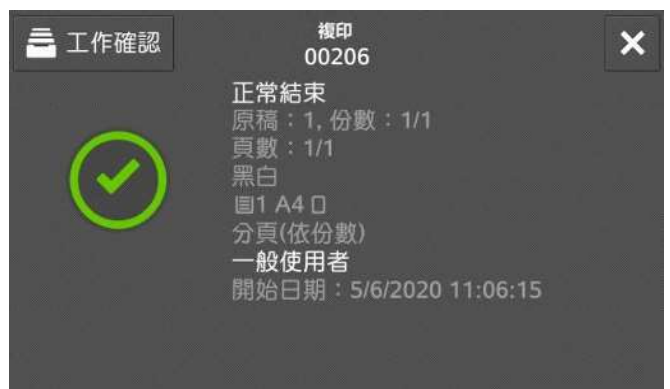 工作確認
複印
00206
正常結束
原稿：1, 份數：1/1
頁數：1/1
黑白
1 A4
分頁(依份數)
一般使用者
開始日期：5/6/2020 11:06:15